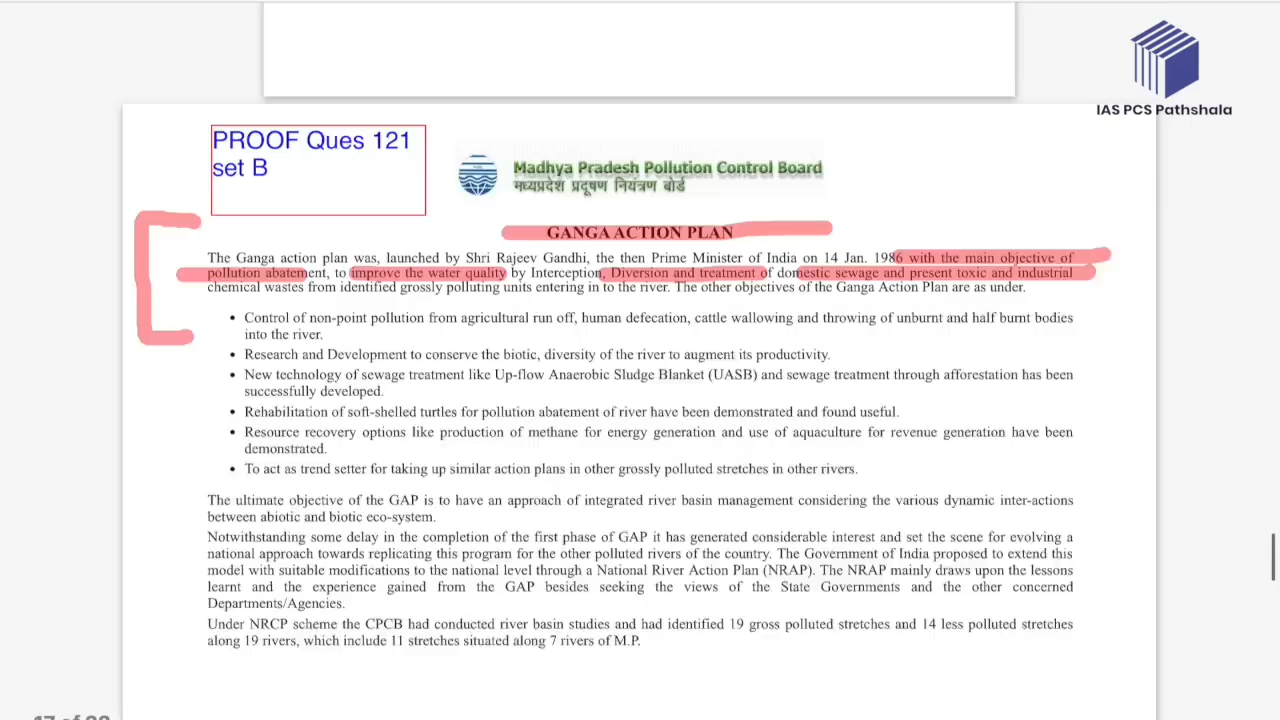 IAS PCS Pathshala
PROOF Ques 121
set B
Madhya Pradesh Pollution Control Board
मध्यप्रदेश प्रदूषण नियंत्रण बोर्ड
GANGA ACTION PLAN
The Ganga action plan was, launched by Shri Rajeev Gandhi, the then Prime Minister of India on 14 Jan. 1986 with the main objective of
pollution abatement, to improve the water quality by Interception, Diversion and treatment of domestic sewage and present toxic and industrial
chemical wastes from identified grossly polluting units entering in to the river. The other objectives of the Ganga Action Plan are as under.
• Control of non-point pollution from agricultural run off, human defecation, cattle wallowing and throwing of unburnt and half burnt bodies
into the river.
• Research and Development to conserve the biotic, diversity of the river to augment its productivity.
• New technology of sewage treatment like Up-flow Anaerobic Sludge Blanket (UASB) and sewage treatment through afforestation has been
successfully developed.
• Rehabilitation of soft-shelled turtles for pollution abatement of river have been demonstrated and found useful.
• Resource recovery options like production of methane for energy generation and use of aquaculture for revenue generation have been
demonstrated.
• To act as trend setter for taking up similar action plans in other grossly polluted stretches in other rivers.
The ultimate objective of the GAP is to have an approach of integrated river basin management considering the various dynamic inter-actions
between abiotic and biotic eco-system.
Notwithstanding some delay in the completion of the first phase of GAP it has generated considerable interest and set the scene for evolving a
national approach towards replicating this program for the other polluted rivers of the country. The Government of India proposed to extend this
model with suitable modifications to the national level through a National River Action Plan (NRAP). The NRAP mainly draws upon the lessons
learnt and the experience gained from the GAP besides seeking the views of the State Governments and the other concerned
Departments/Agencies.
Under NRCP scheme the CPCB had conducted river basin studies and had identified 19 gross polluted stretches and 14 less polluted stretches
along 19 rivers, which include 11 stretches situated along 7 rivers of M.P.